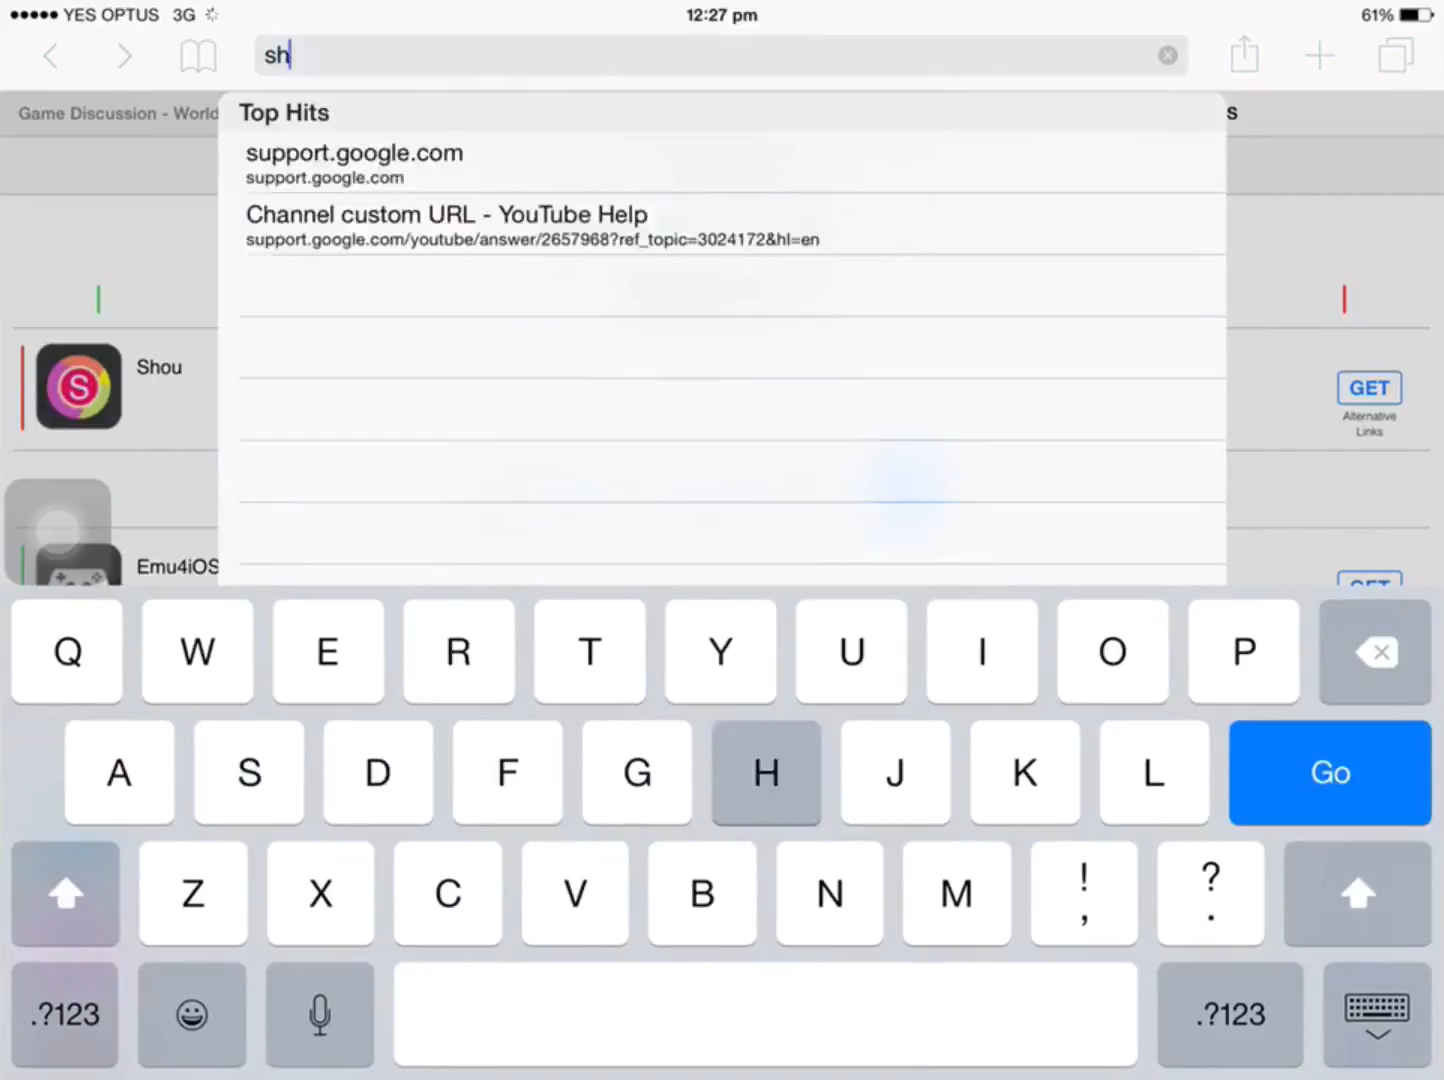 YES OPTUS 3G 12:27 pm 61%
sh
Game Discussion - World
Top Hits
s
support.google.com
support.google.com
Channel custom URL - YouTube Help
support.google.com/youtube/answer/2657968?ref_topic=3024172&hl=en
S
Shou
GET
Alternative
Links
Emu4iOS
GET
Q W E R T Y U I O P
A S D F G H J K L Go
Z X C V B N M ! , ? .
.?123 .?123